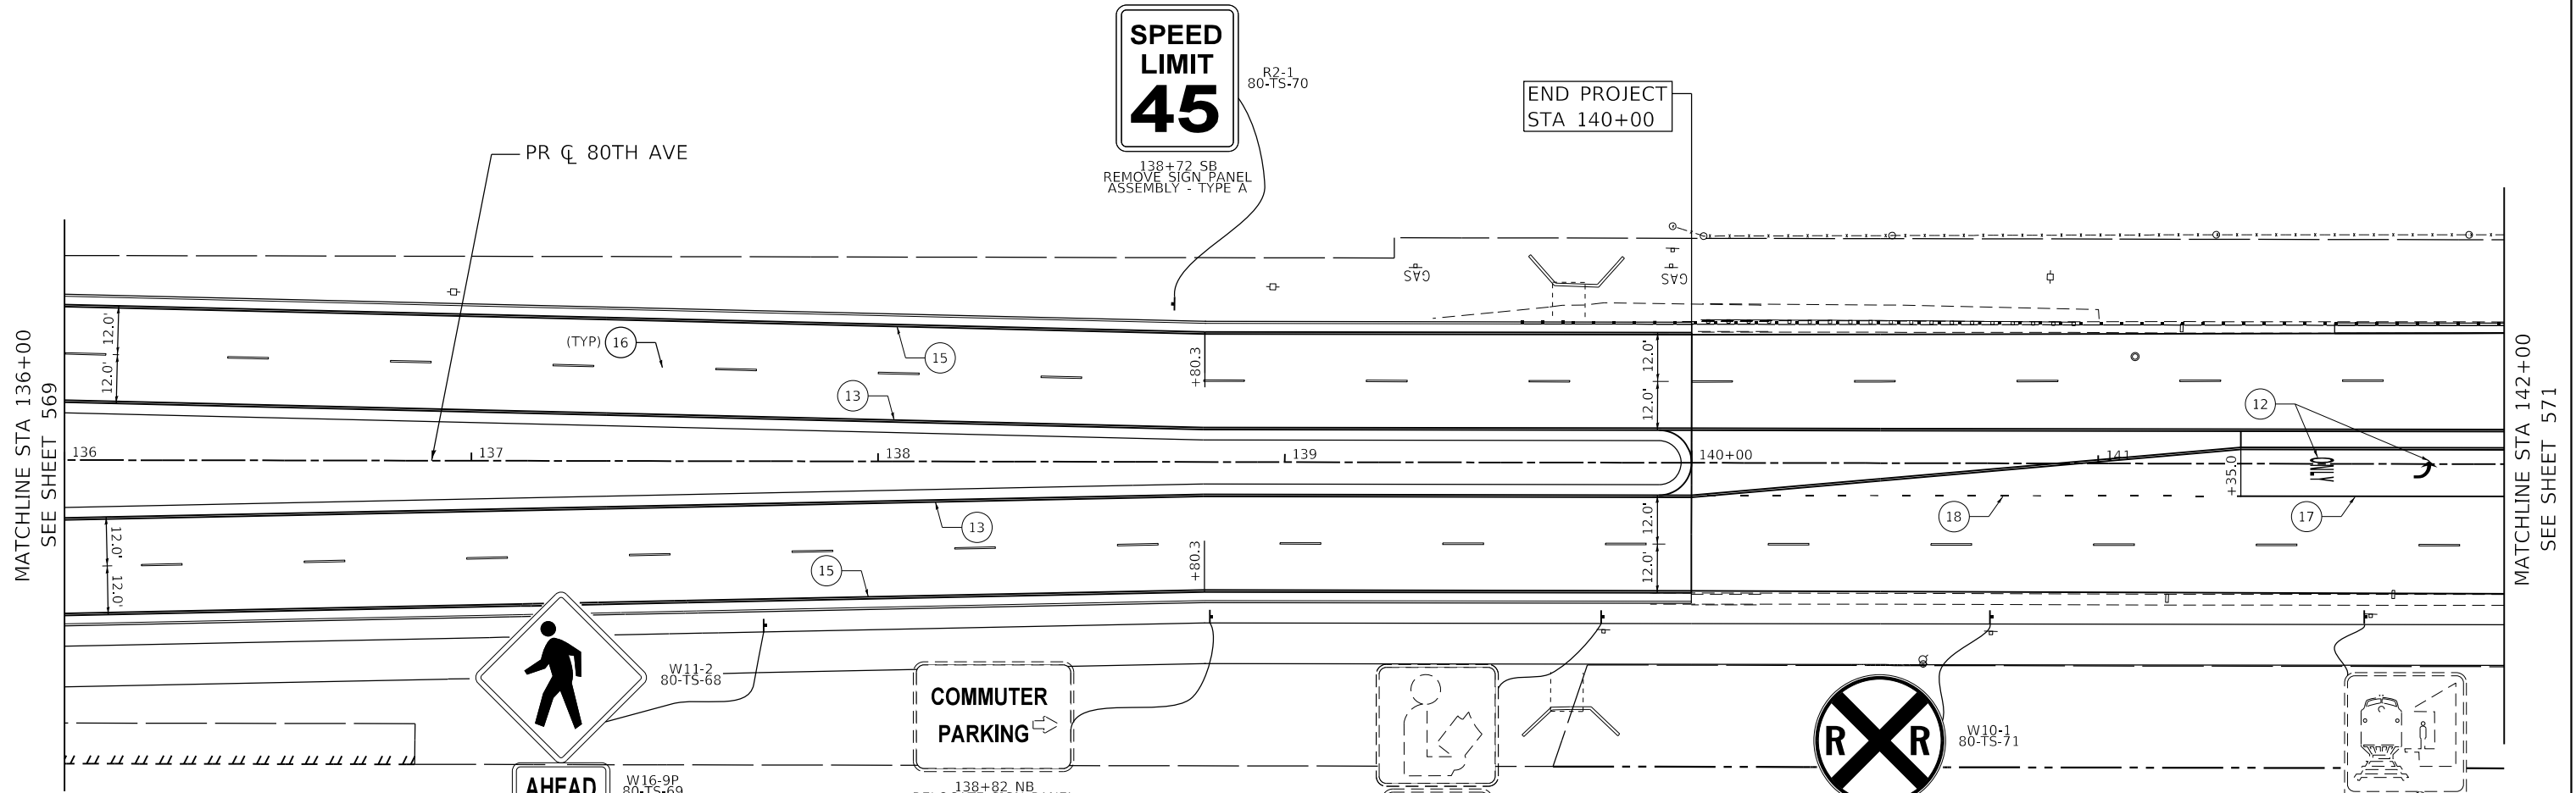 SPEED
LIMIT
45
R2-1
80-TS-70
138+72 SB
REMOVE SIGN PANEL
ASSEMBLY - TYPE A
END PROJECT
STA 140+00
PR ℄ 80TH AVE
GAS
GAS
MATCHLINE STA 136+00
SEE SHEET 569
12.0'
12.0'
(TYP) 16
15
+80.3
12.0'
12.0'
13
12
MATCHLINE STA 142+00
SEE SHEET 571
136
137
138
139
140+00
141
+35.0
ONLY
13
18
17
12.0'
12.0'
15
+80.3
12.0'
12.0'
W11-2
80-TS-68
COMMUTER
PARKING
R R
W10-1
80-TS-71
AHEAD
W16-9P
80-TS-69
138+82 NB